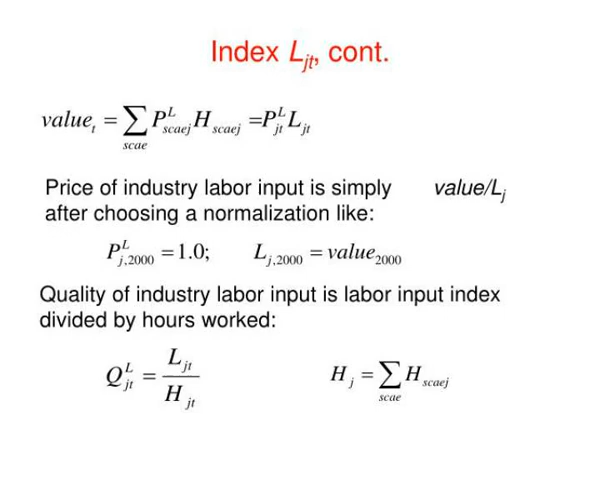 Index L_jt, cont.
value_t = ∑_scae P^L_scaej H_scaej =P^L_jt L_jt
Price of industry labor input is simply value/L_j
after choosing a normalization like:
P^L_j,2000 = 1.0; L_j,2000 = value_2000
Quality of industry labor input is labor input index
divided by hours worked:
Q^L_jt = L_jt / H_jt H_j = ∑_scae H_scaej